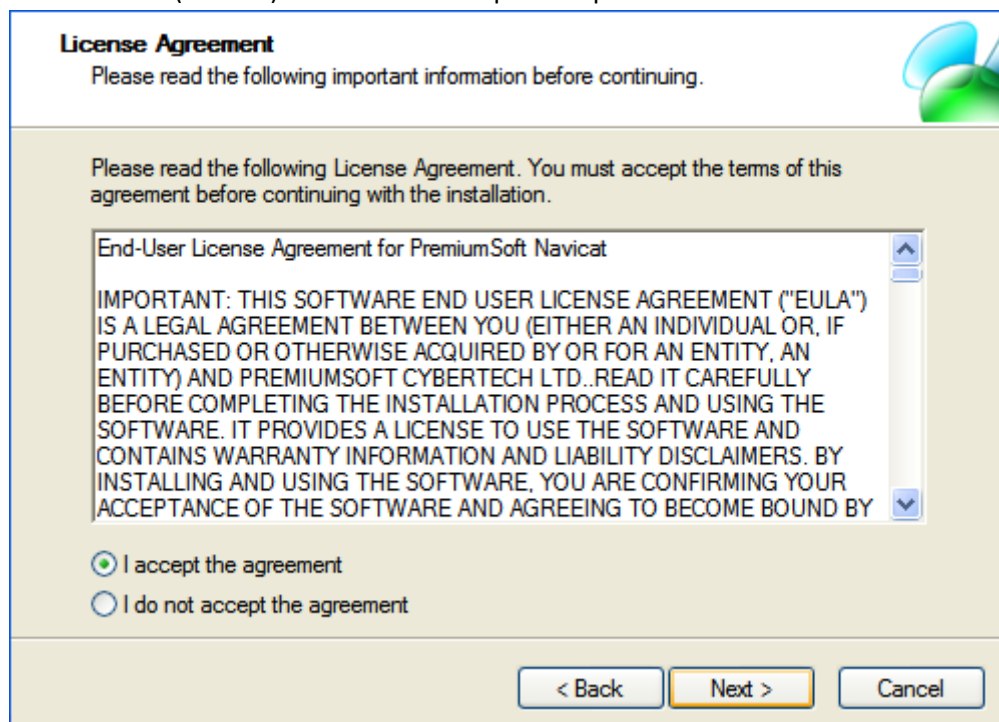 License Agreement
Please read the following important information before continuing.
Please read the following License Agreement. You must accept the terms of this
agreement before continuing with the installation.
End-User License Agreement for PremiumSoft Navicat
IMPORTANT: THIS SOFTWARE END USER LICENSE AGREEMENT ("EULA")
IS A LEGAL AGREEMENT BETWEEN YOU (EITHER AN INDIVIDUAL OR, IF
PURCHASED OR OTHERWISE ACQUIRED BY OR FOR AN ENTITY, AN
ENTITY) AND PREMIUMSOFT CYBERTECH LTD..READ IT CAREFULLY
BEFORE COMPLETING THE INSTALLATION PROCESS AND USING THE
SOFTWARE. IT PROVIDES A LICENSE TO USE THE SOFTWARE AND
CONTAINS WARRANTY INFORMATION AND LIABILITY DISCLAIMERS. BY
INSTALLING AND USING THE SOFTWARE, YOU ARE CONFIRMING YOUR
ACCEPTANCE OF THE SOFTWARE AND AGREEING TO BECOME BOUND BY
I accept the agreement
I do not accept the agreement
< Back
Next >
Cancel